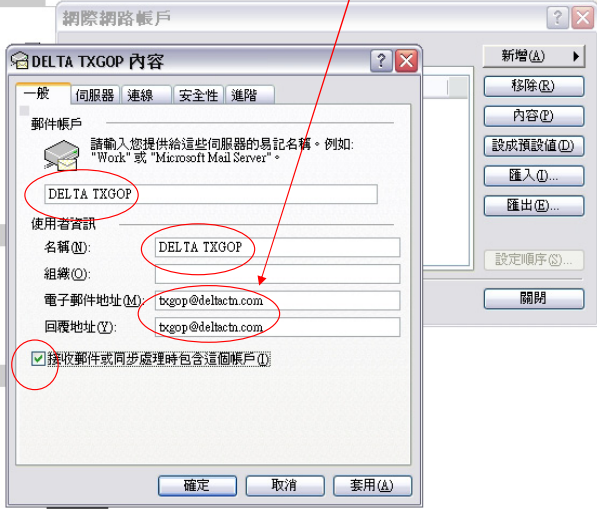 網際網路帳戶
DELTA TXGOP 內容
一般 伺服器 連線 安全性 進階
郵件帳戶
請輸入您提供給這些伺服器的易記名稱。例如:
"Work" 或 "Microsoft Mail Server"。
DELTA TXGOP
使用者資訊
名稱(N): DELTA TXGOP
組織(O):
電子郵件地址(M): txgop@deltactn.com
回覆地址(Y): txgop@deltactn.com
接收郵件或同步處理時包含這個帳戶(I)
確定 取消 套用(A)
新增(A)
移除(R)
內容(P)
設成預設值(D)
匯入(I)...
匯出(E)...
設定順序(S)...
關閉